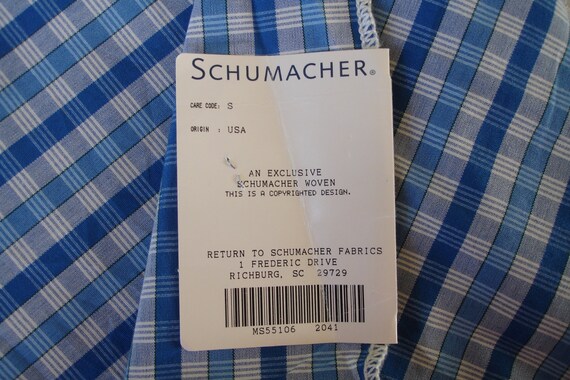 SCHUMACHER®
CARE CODE: S
ORIGIN : USA
AN EXCLUSIVE
SCHUMACHER WOVEN
THIS IS A COPYRIGHTED DESIGN.
RETURN TO SCHUMACHER FABRICS
1 FREDERIC DRIVE
RICHBURG, SC 29729
MS55106 2041